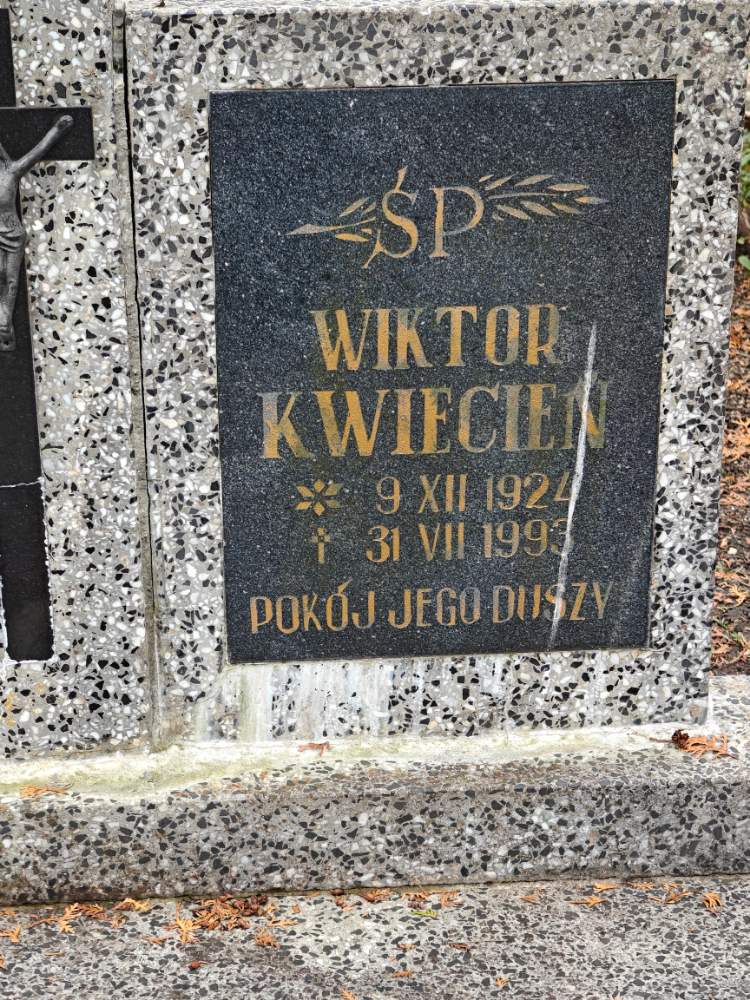 ŚP
WIKTOR
KWIECIEŃ
9 XII 1924
31 VII 1993
POKÓJ JEGO DUSZY